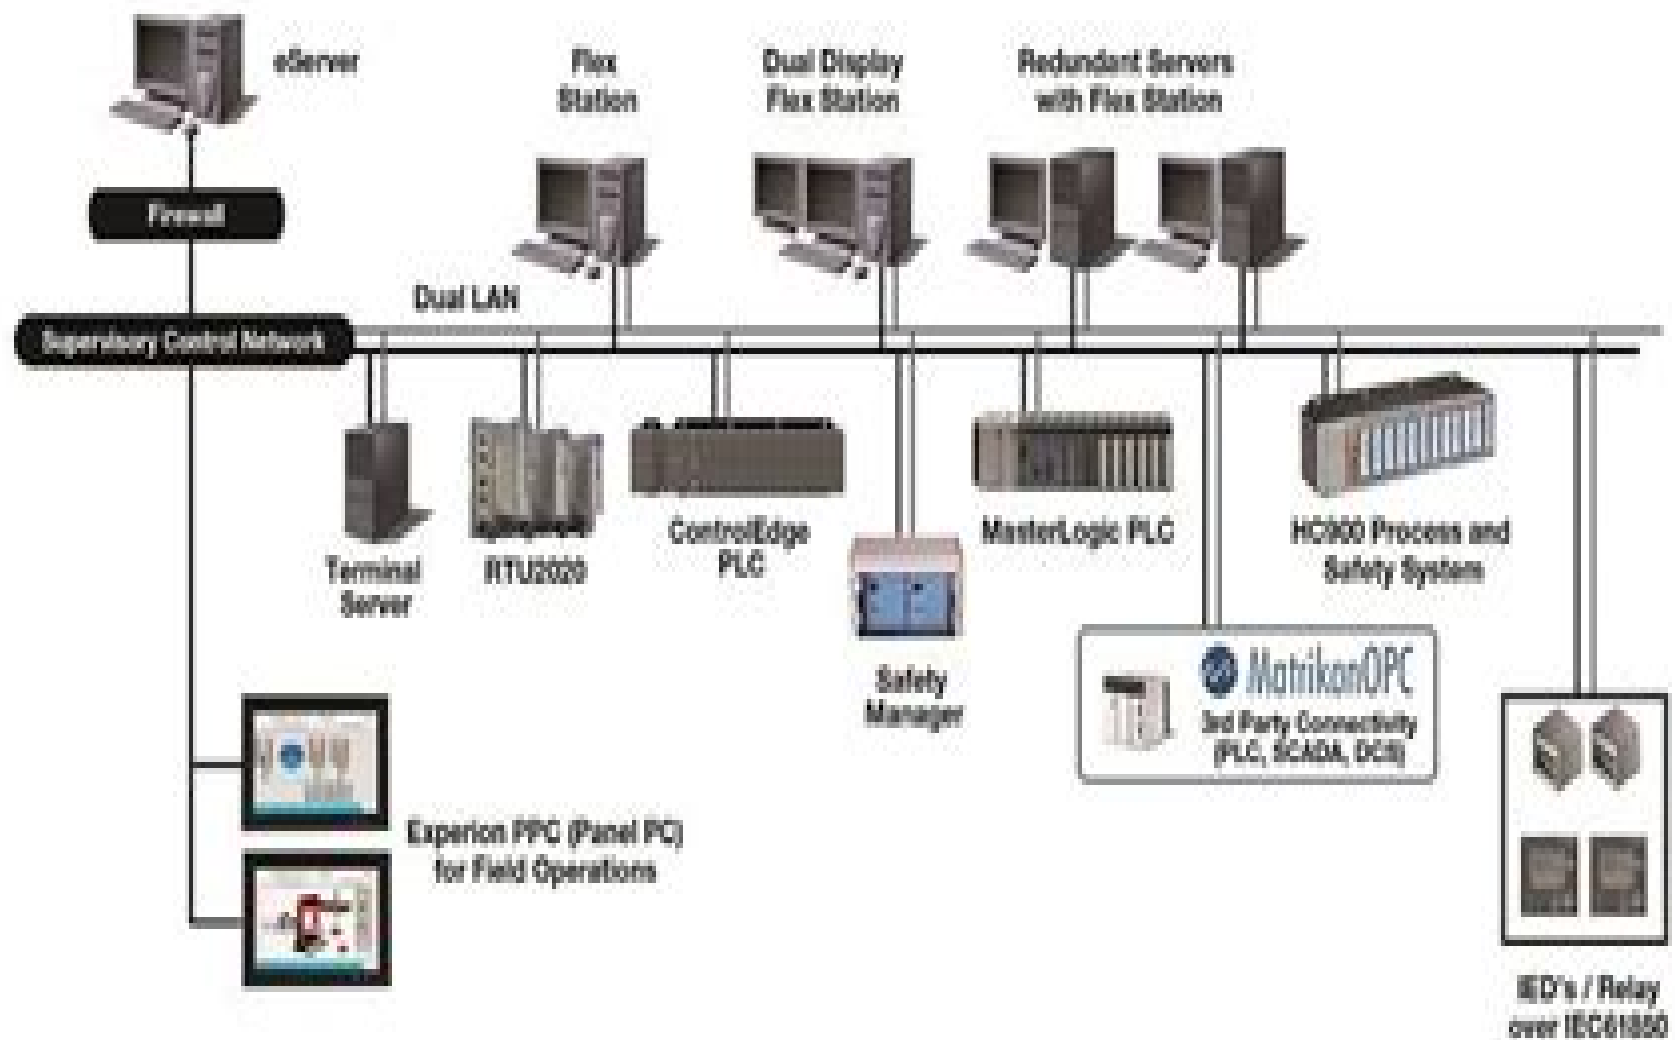 eServer
Flex
Station
Dual Display
Flex Station
Redundant Servers
with Flex Station
Firewall
Dual LAN
Supervisory Control Network
Terminal
Server
RTU2020
ControlEdge
PLC
MasterLogic PLC
HC900 Process and
Safety System
Safety
Manager
MatrikonOPC
3rd Party Connectivity
(PLC, SCADA, DCS)
Experion PPC (Panel PC)
for Field Operations
IED's / Relay
over IEC61850